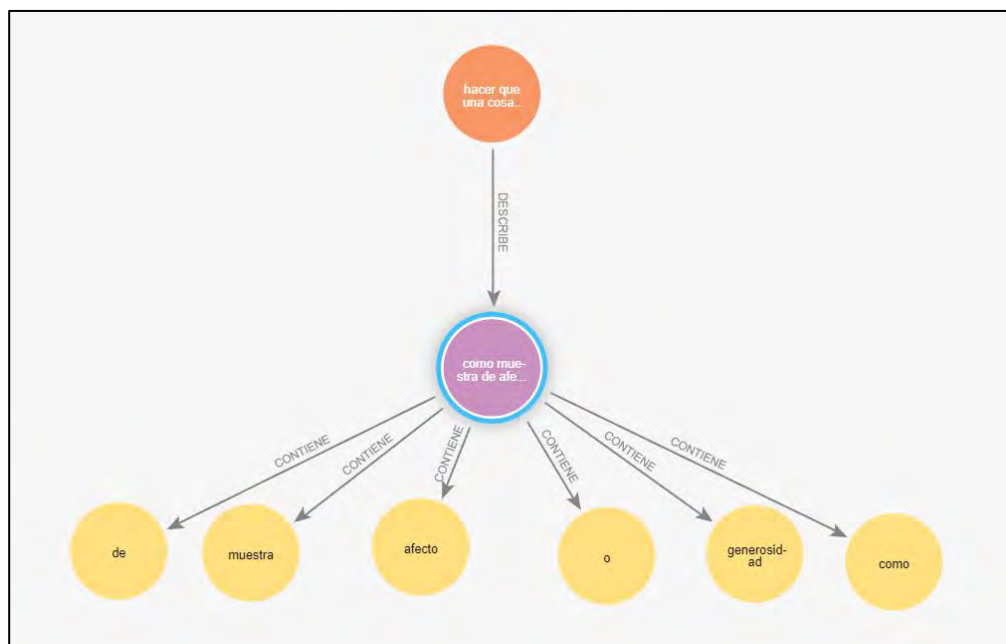 hacer que
una cosa...
DESCRIBE
como mue-
stra de afe...
CONTIENE
CONTIENE
CONTIENE
CONTIENE
CONTIENE
CONTIENE
de
muestra
afecto
o
generosid-
ad
como